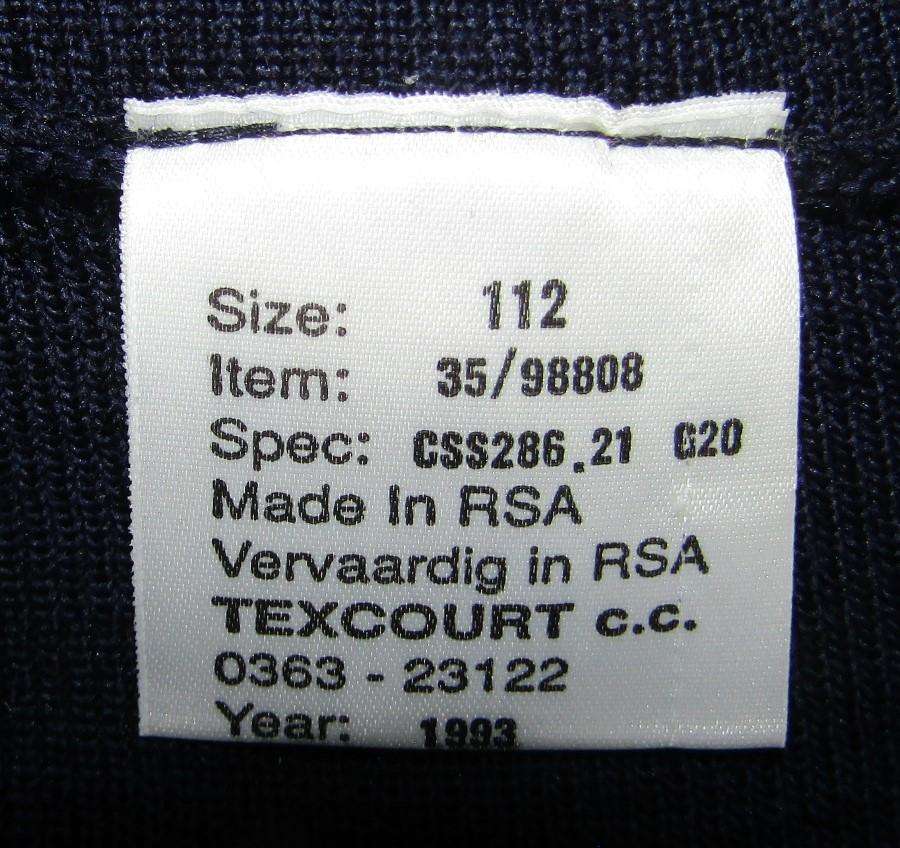 Size: 112
Item: 35/98808
Spec: CSS286.21 G20
Made In RSA
Vervaardig in RSA
TEXCOURT c.c.
0363 - 23122
Year: 1993